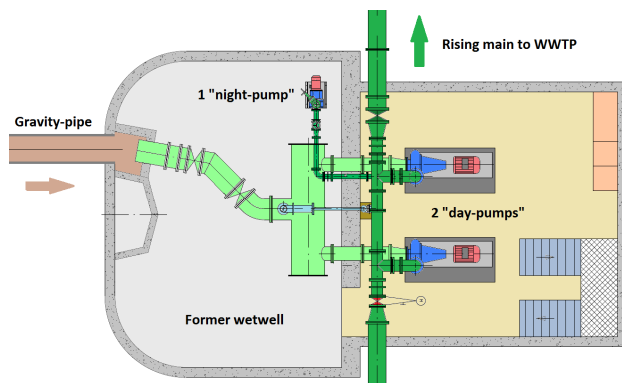 Rising main to WWTP
1 "night-pump"
Gravity-pipe
2 "day-pumps"
Former wetwell